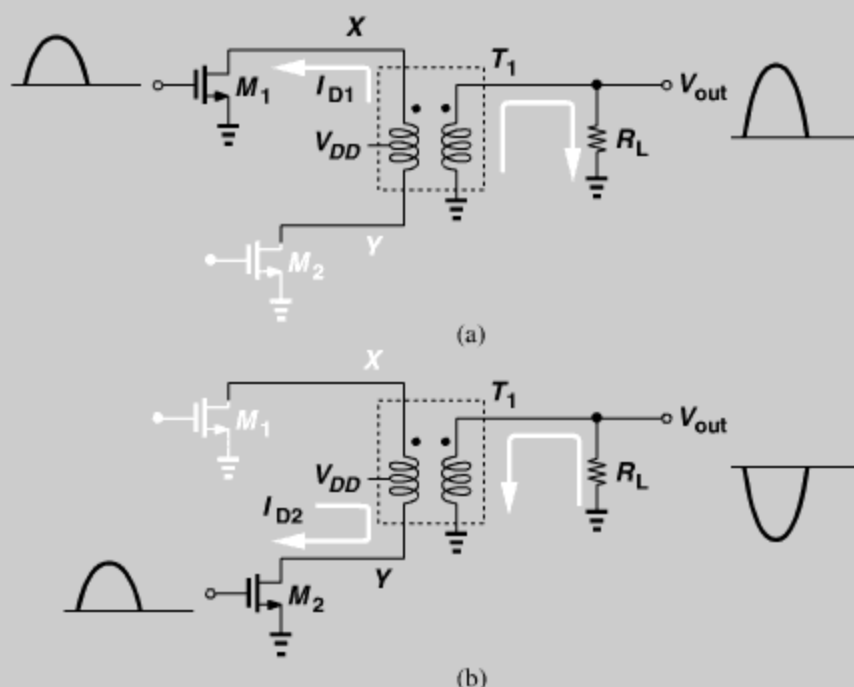 X
T1
M1
ID1
Vout
VDD
RL
Y
M2
(a)
X
T1
M1
Vout
VDD
RL
ID2
Y
M2
(b)